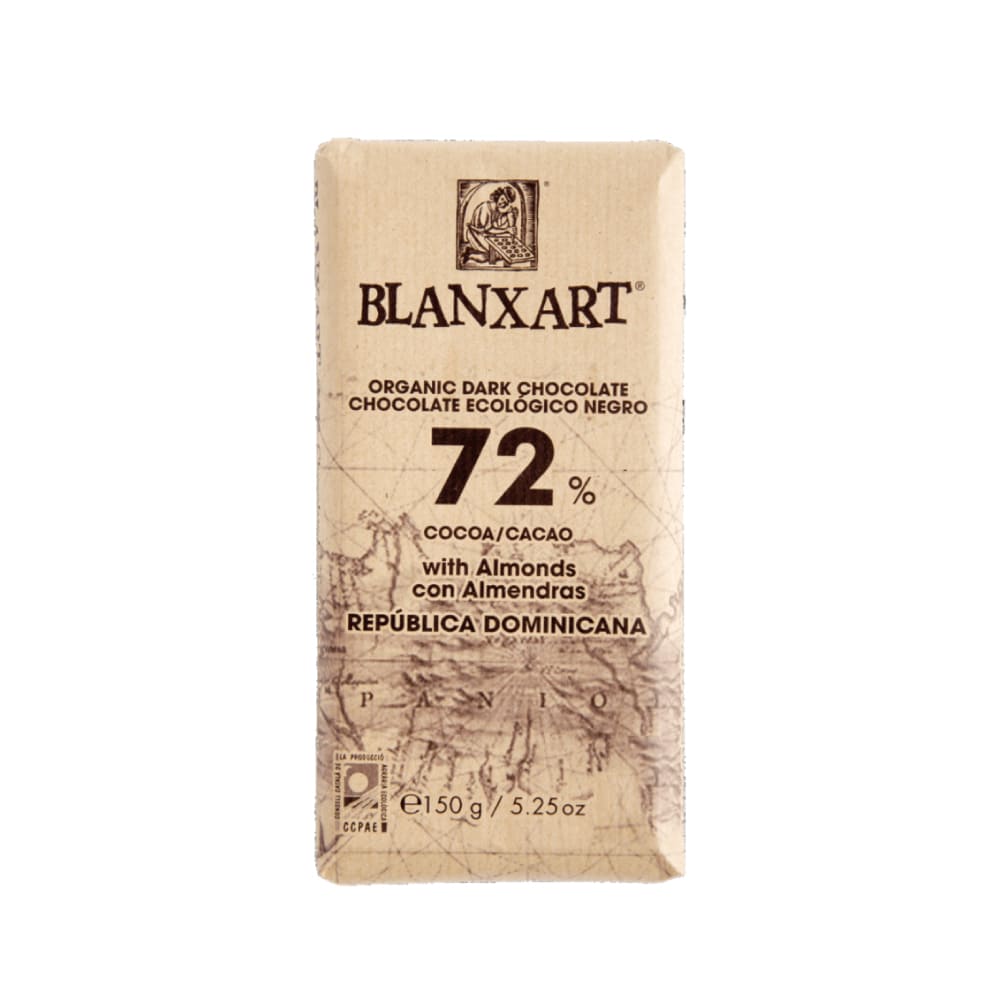 BLANXART®
ORGANIC DARK CHOCOLATE
CHOCOLATE ECOLÓGICO NEGRO
72 %
COCOA/CACAO
with Almonds
con Almendras
REPÚBLICA DOMINICANA
P A N I O
CCPAE
℮150 g / 5.25oz